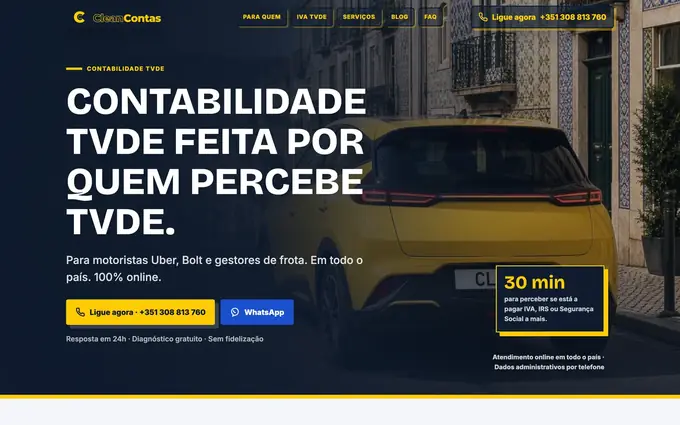 CleanContas
PARA QUEM
IVA TVDE
SERVIÇOS
BLOG
FAQ
Ligue agora +351 308 813 760
CONTABILIDADE TVDE
CONTABILIDADE
TVDE FEITA POR
QUEM PERCEBE
TVDE.
Para motoristas Uber, Bolt e gestores de frota. Em todo o
país. 100% online.
Ligue agora · +351 308 813 760
WhatsApp
Resposta em 24h · Diagnóstico gratuito · Sem fidelização
CL
30 min
para perceber se está a
pagar IVA, IRS ou Segurança
Social a mais.
Atendimento online em todo o país ·
Dados administrativos por telefone